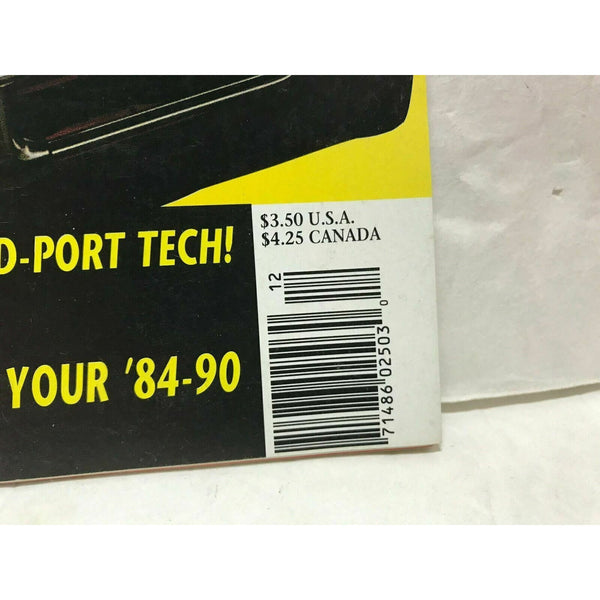 D-PORT TECH!
YOUR '84-90
$3.50 U.S.A.
$4.25 CANADA
12
71486 02503 0